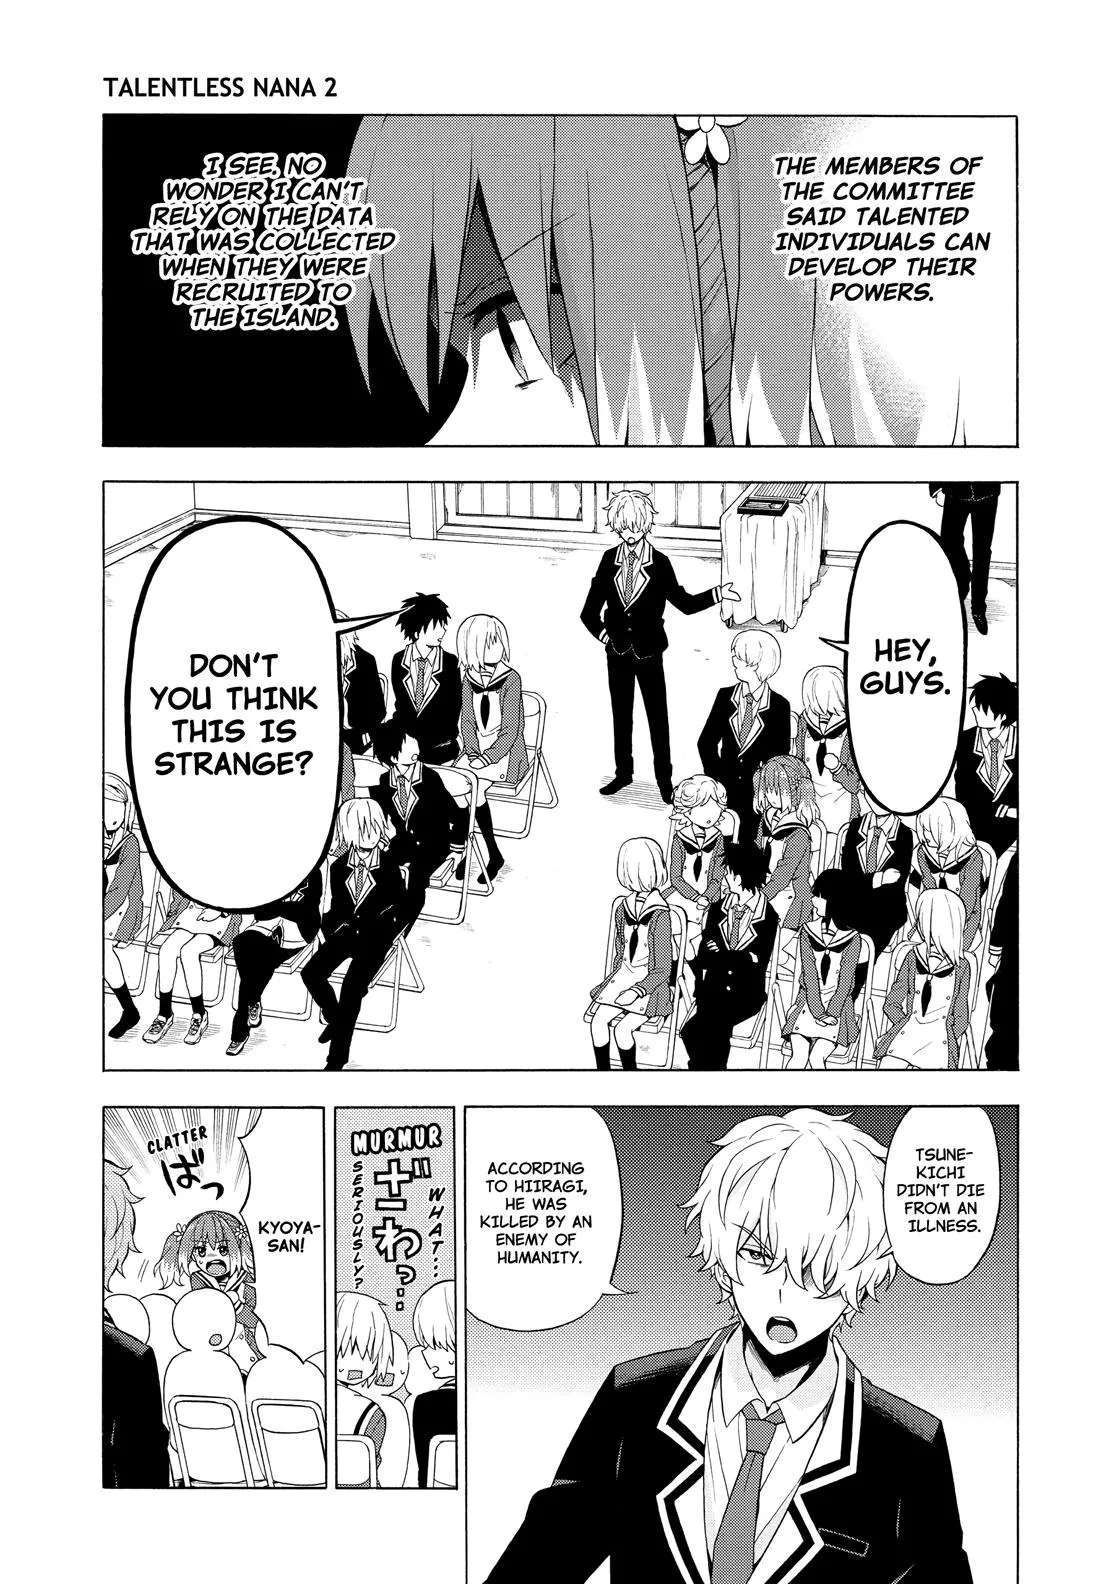 TALENTLESS NANA 2
THE MEMBERS OF
THE COMMITTEE
SAID TALENTED
INDIVIDUALS CAN
DEVELOP THEIR
POWERS.
I SEE. NO
WONDER I CAN'T
RELY ON THE DATA
THAT WAS COLLECTED
WHEN THEY WERE
RECRUITED TO
THE ISLAND.
HEY,
GUYS.
DON'T
YOU THINK
THIS IS
STRANGE?
TSUNE-
KICHI
DIDN'T DIE
FROM AN
ILLNESS.
ACCORDING
TO HIIRAGI,
HE WAS
KILLED BY AN
ENEMY OF
HUMANITY.
MURMUR
ざわっ…
WHAT...
SERIOUSLY?
KYOYA-
SAN!
CLATTER
ばっ